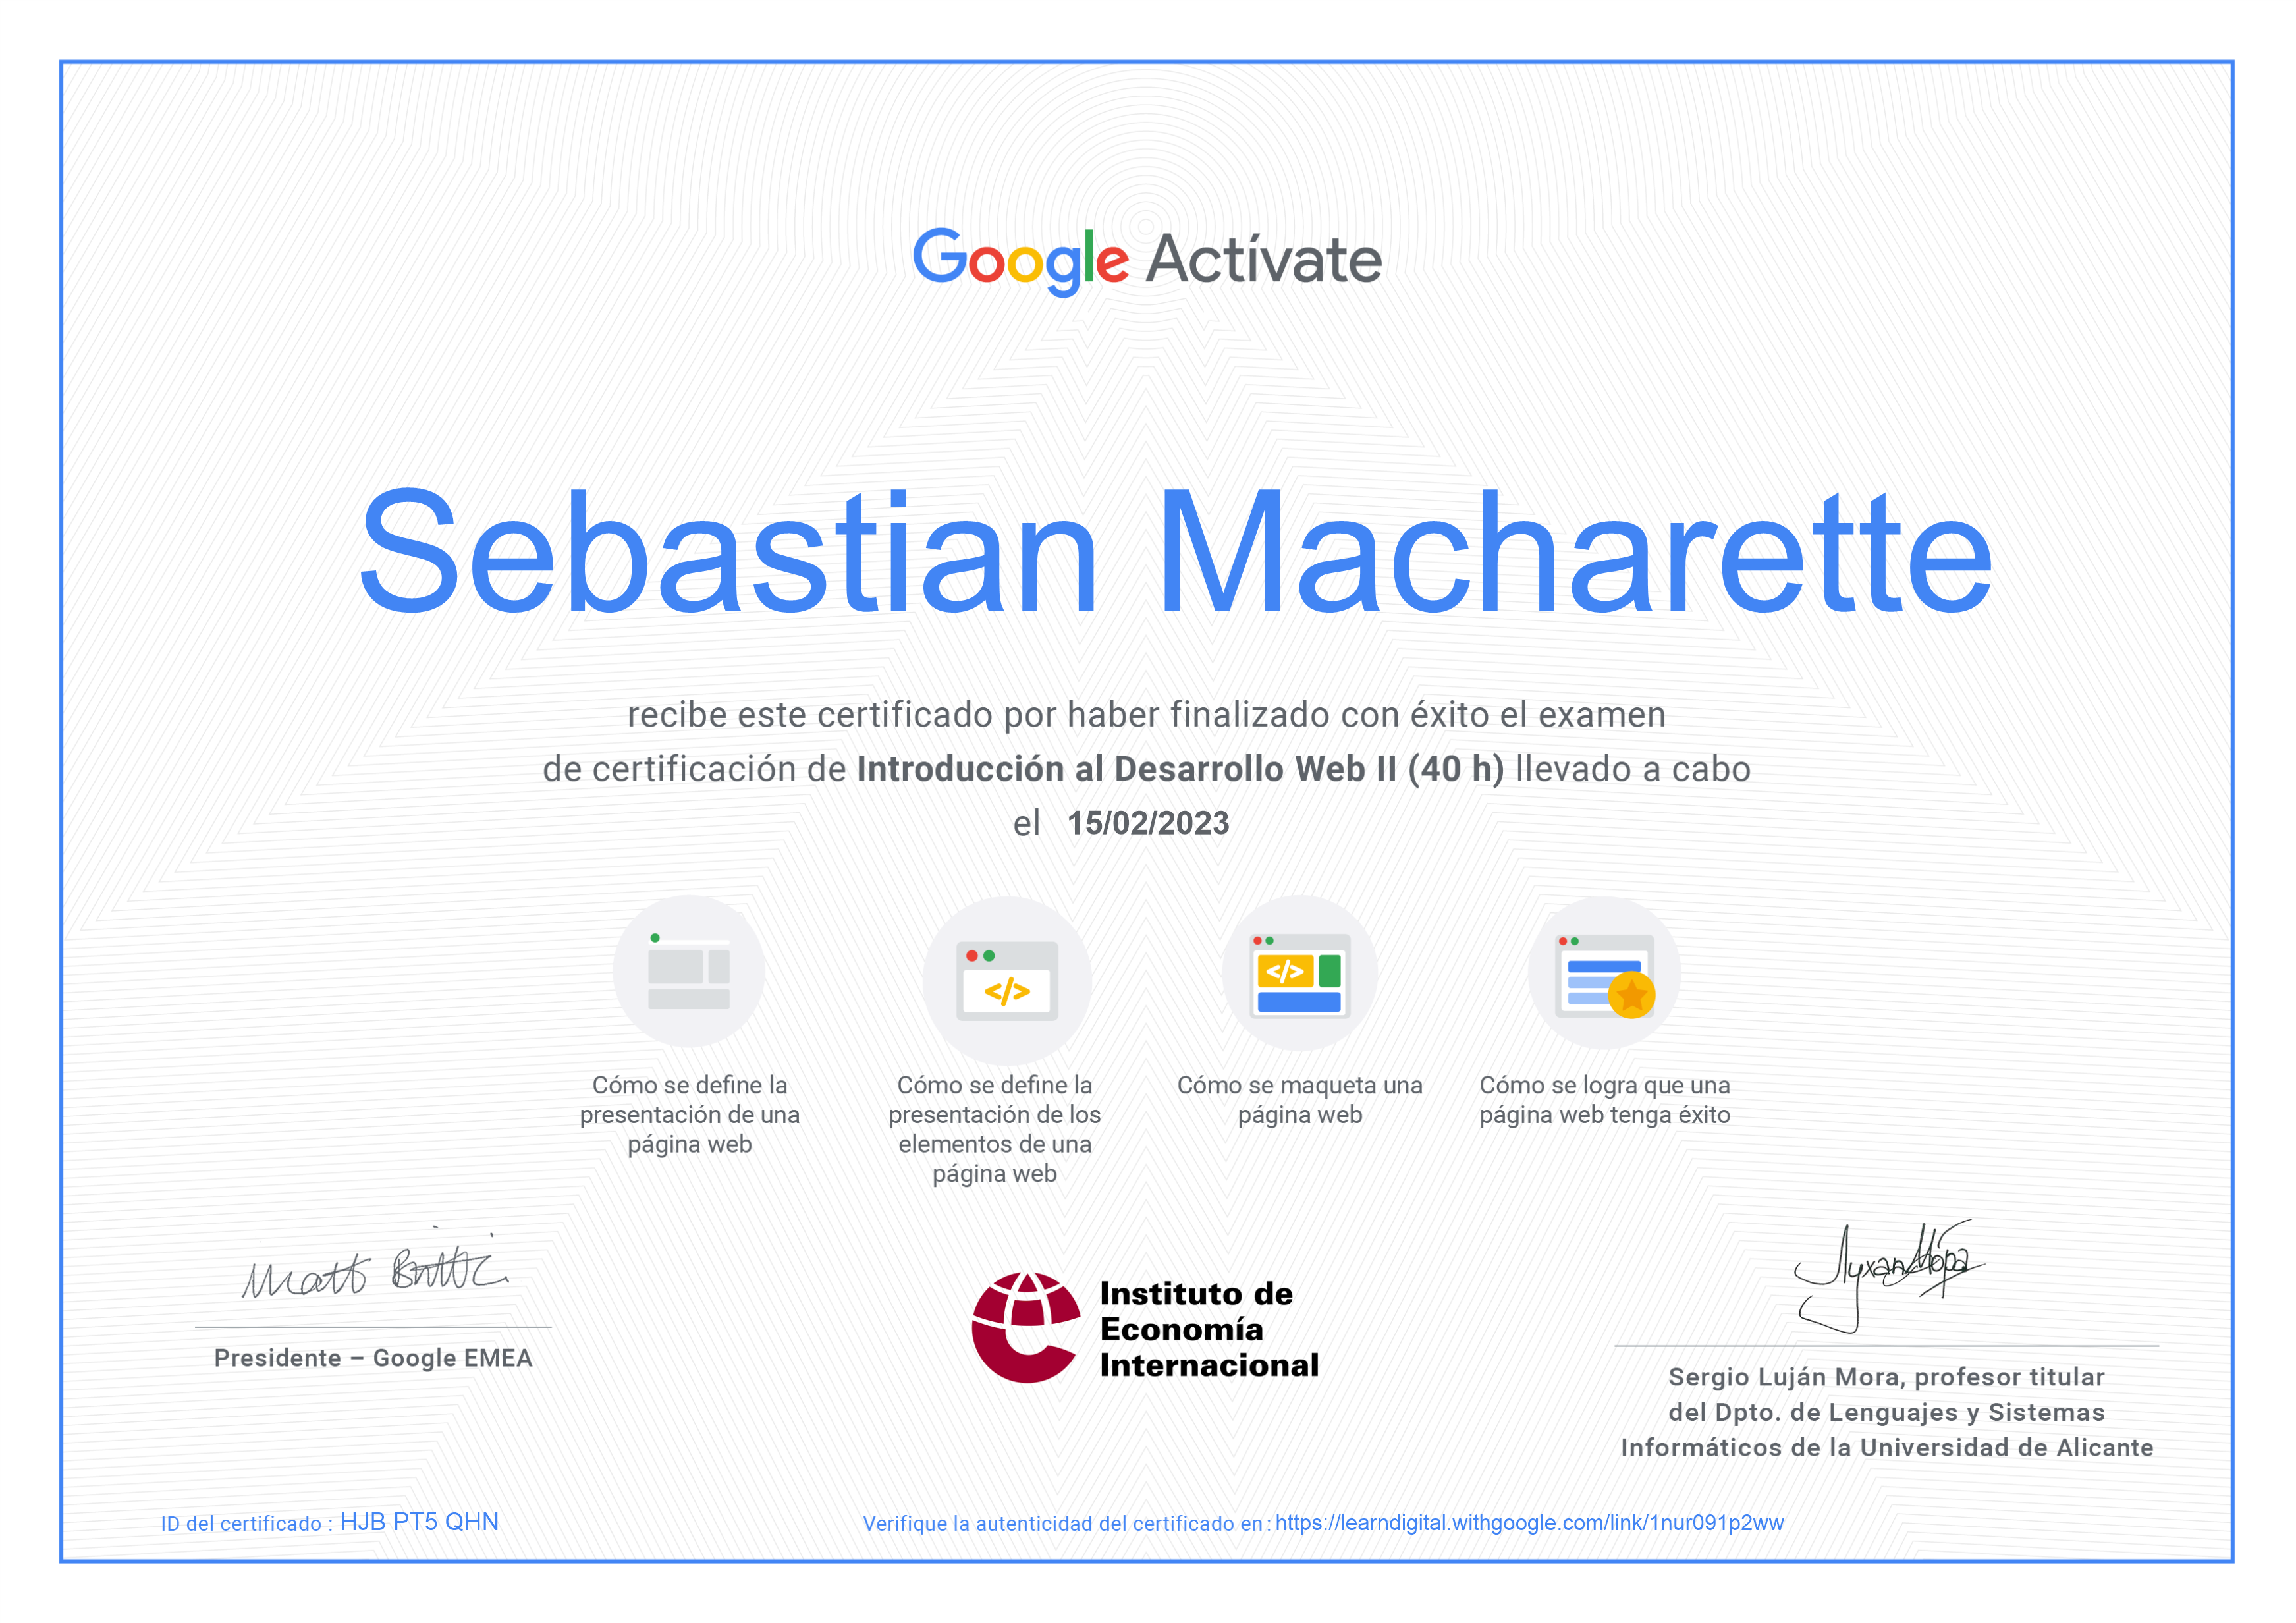 Google Actívate
Sebastian Macharette
recibe este certificado por haber finalizado con éxito el examen
de certificación de Introducción al Desarrollo Web II (40 h) llevado a cabo
el 15/02/2023
</>
</>
Cómo se define la
presentación de una
página web
Cómo se define la
presentación de los
elementos de una
página web
Cómo se maqueta una
página web
Cómo se logra que una
página web tenga éxito
Matt Brittin
Presidente – Google EMEA
Instituto de
Economía
Internacional
Sergio Luján Mora, profesor titular
del Dpto. de Lenguajes y Sistemas
Informáticos de la Universidad de Alicante
ID del certificado : HJB PT5 QHN
Verifique la autenticidad del certificado en : https://learndigital.withgoogle.com/link/1nur091p2ww